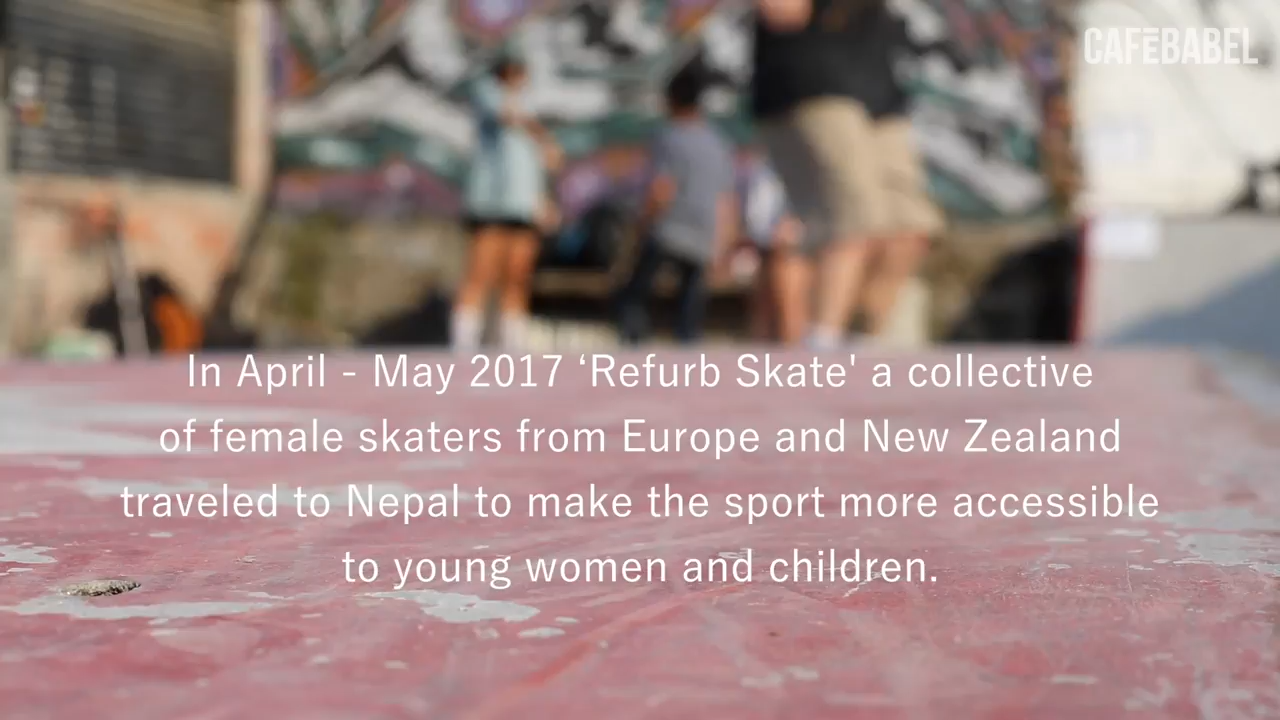 CAFĒBABEL
In April - May 2017 ‘Refurb Skate' a collective
of female skaters from Europe and New Zealand
traveled to Nepal to make the sport more accessible
to young women and children.